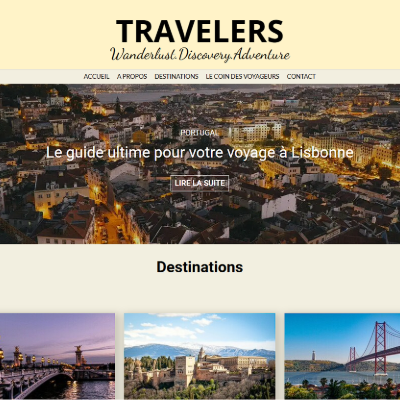 TRAVELERS
Wanderlust.Discovery.Adventure
ACCUEIL A PROPOS DESTINATIONS LE COIN DES VOYAGEURS CONTACT
PORTUGAL
Le guide ultime pour votre voyage à Lisbonne
LIRE LA SUITE
Destinations